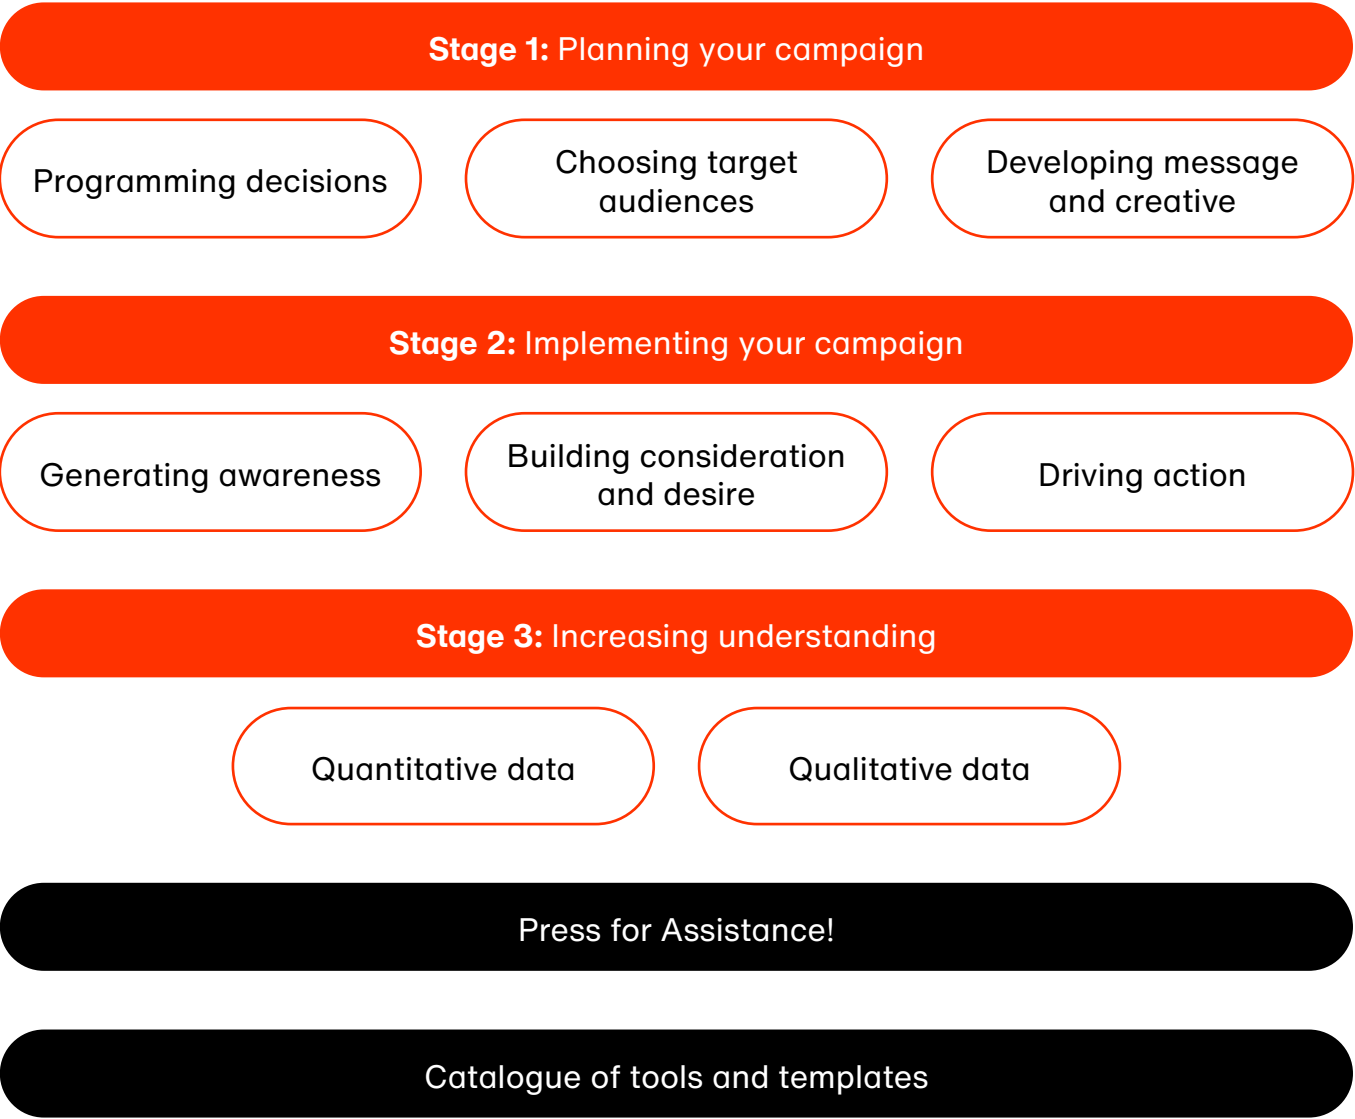 Stage 1: Planning your campaign
Programming decisions
Choosing target
audiences
Developing message
and creative
Stage 2: Implementing your campaign
Generating awareness
Building consideration
and desire
Driving action
Stage 3: Increasing understanding
Quantitative data
Qualitative data
Press for Assistance!
Catalogue of tools and templates